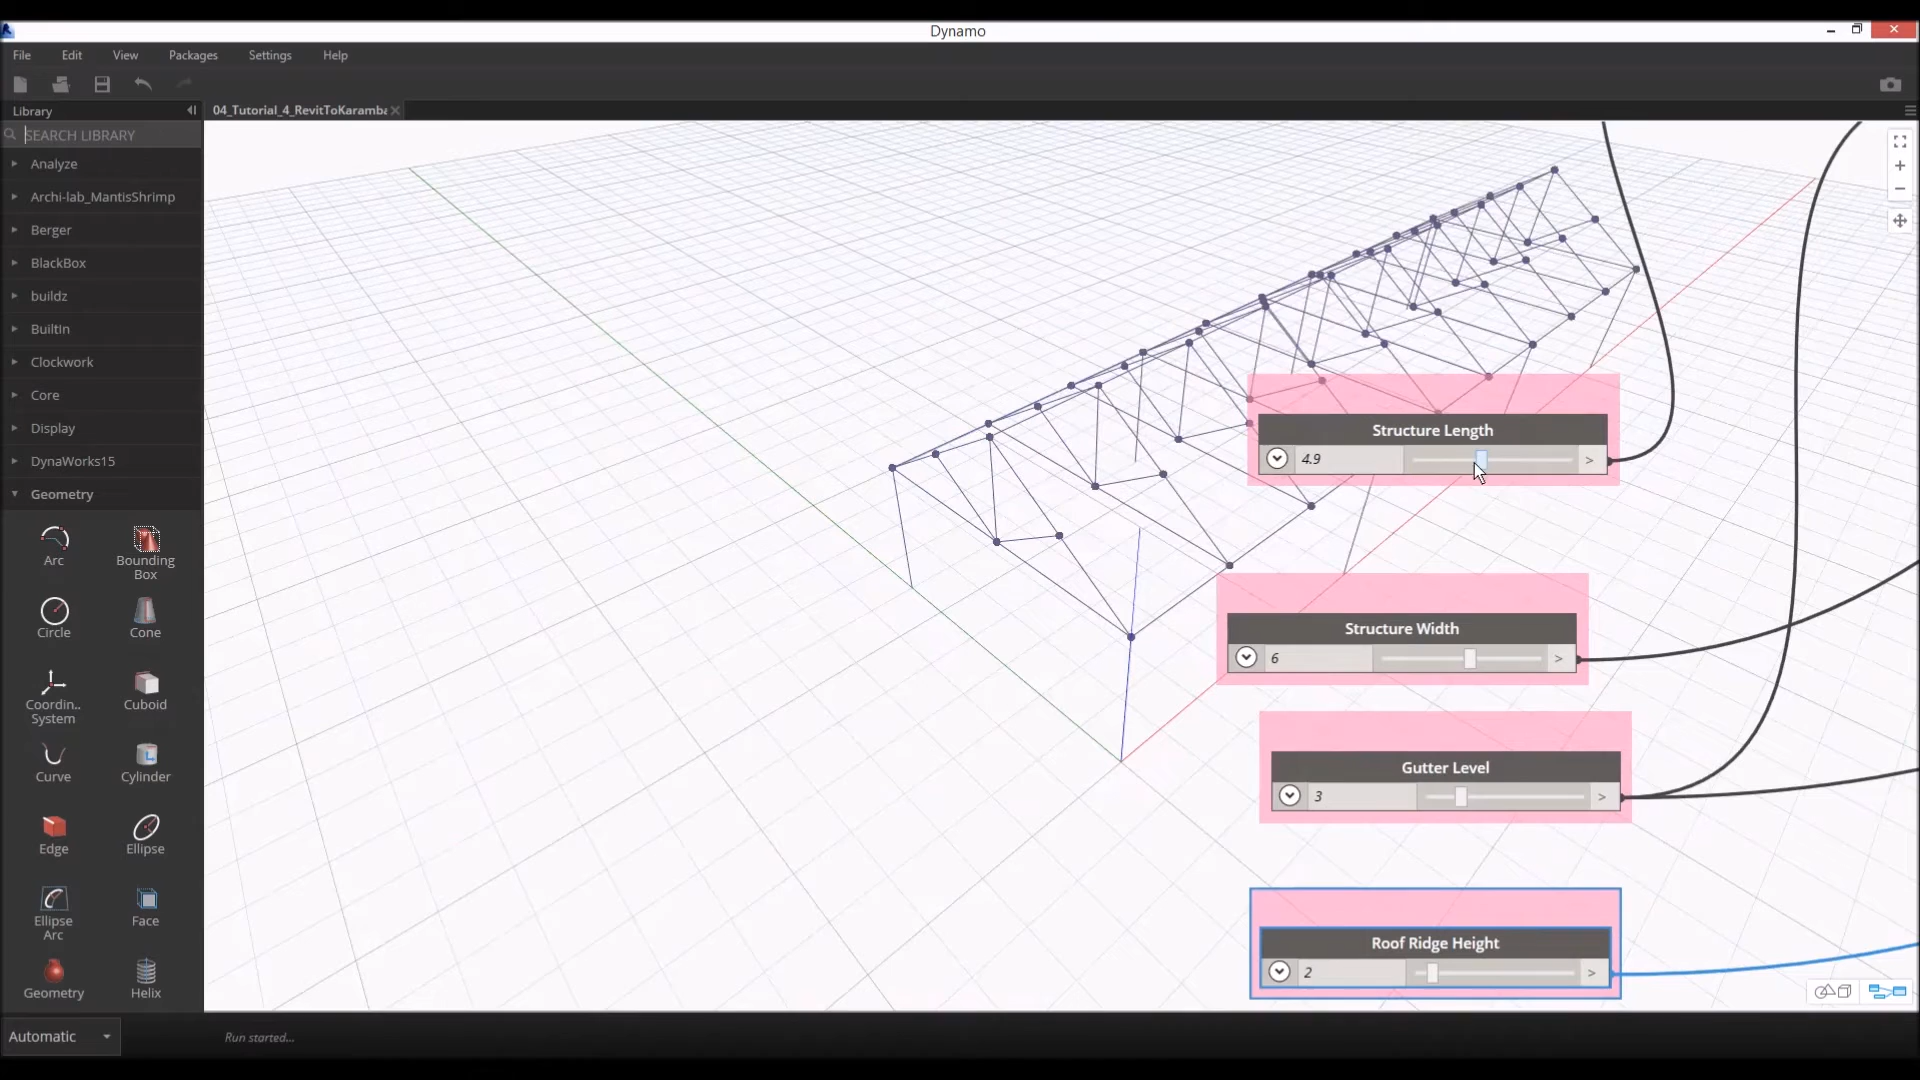 Dynamo
File Edit View Packages Settings Help
Library
04_Tutorial_4_RevitToKaramba
SEARCH LIBRARY
Analyze
Archi-lab_MantisShrimp
Berger
BlackBox
buildz
BuiltIn
Clockwork
Core
Display
DynaWorks15
Geometry
Arc
Bounding Box
Circle
Cone
Coordin.. System
Cuboid
Curve
Cylinder
Edge
Ellipse
Ellipse Arc
Face
Geometry
Helix
Structure Length
4.9 >
Structure Width
6 >
Gutter Level
3 >
Roof Ridge Height
2 >
Automatic
Run started...